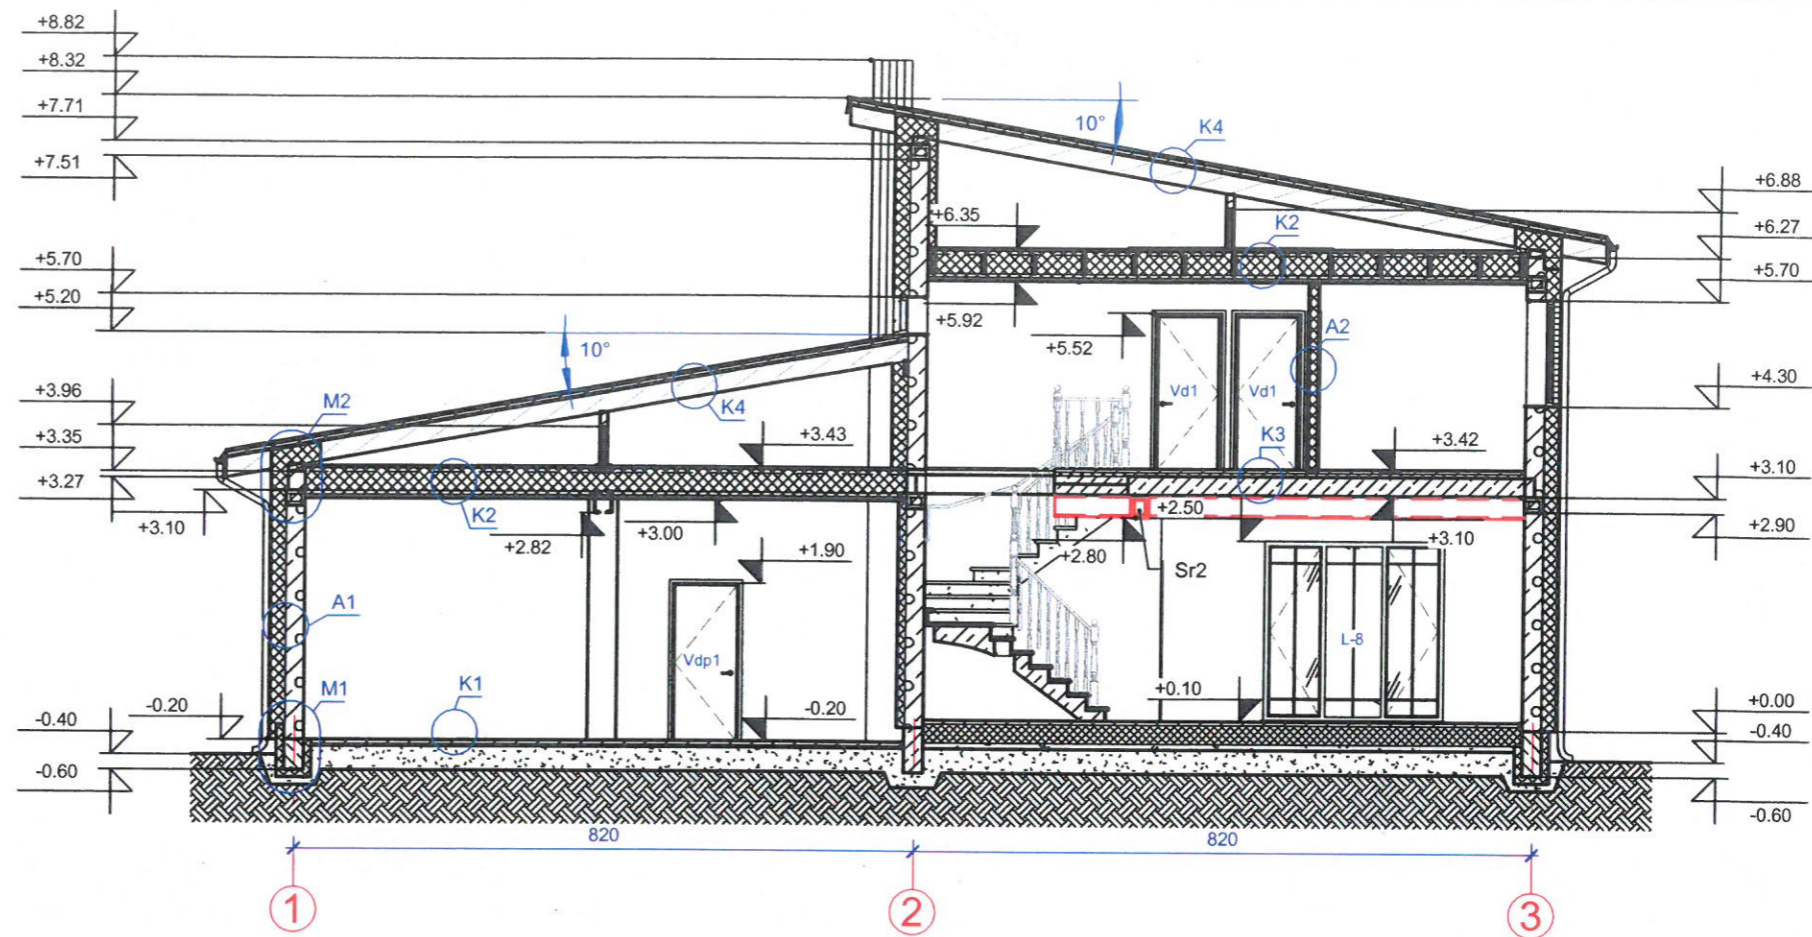 +8.82
+8.32
+7.71
+7.51
+5.70
+5.20
+3.96
+3.35
+3.27
+3.10
-0.20
-0.40
-0.60
10°
K4
M2
K2
A1
M1
K1
+3.43
+2.82
+3.00
+1.90
Vdp1
-0.20
10°
K4
+6.35
K2
+5.92
+5.52
A2
Vd1
Vd1
K3
+3.42
+2.50
+2.80
+3.10
Sr2
L-8
+0.10
+6.88
+6.27
+5.70
+4.30
+3.10
+2.90
+0.00
-0.40
-0.60
820
820
1
2
3